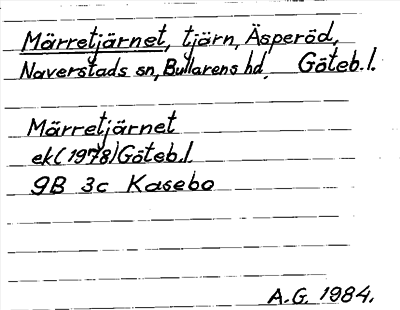 Märretjärnet, tjärn, Äsperöd,
Naverstads sn, Bullarens hd, Göteb.l.
Märretjärnet
ek(1978)Göteb.l.
9B 3c Kasebo
A.G. 1984.